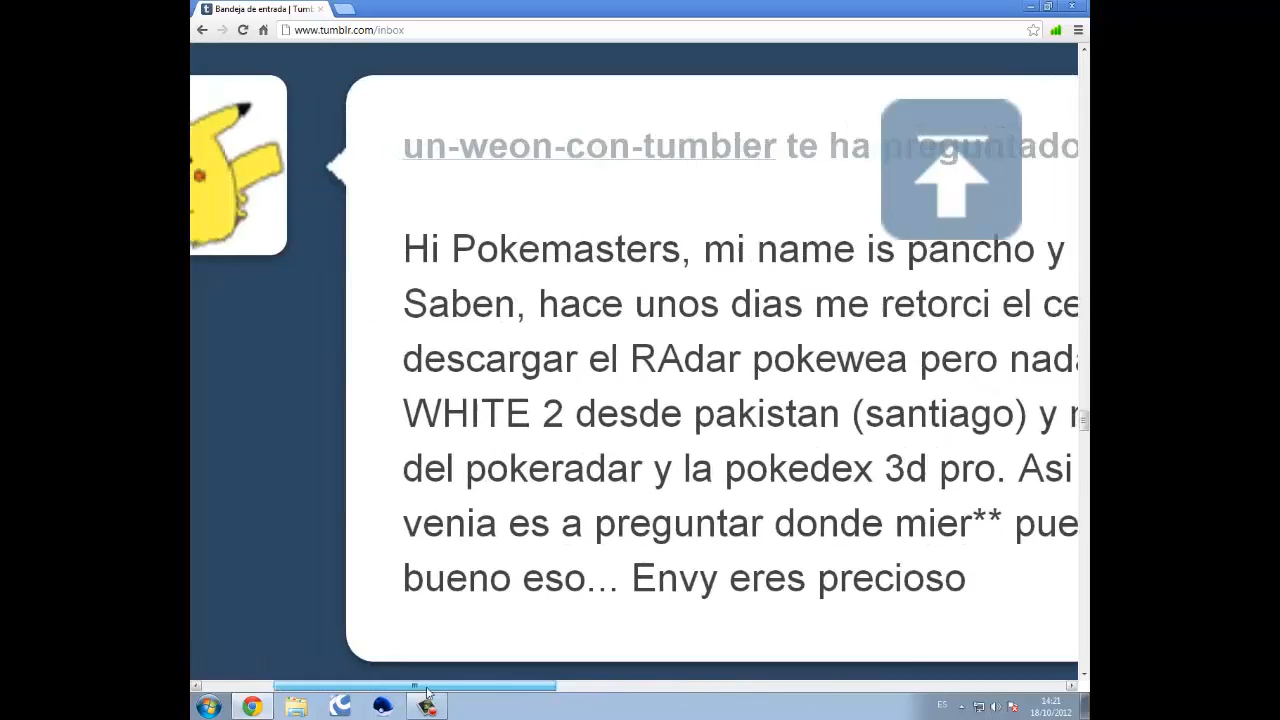 Bandeja de entrada | Tumb
www.tumblr.com/inbox
un-weon-con-tumbler te ha preguntado
Hi Pokemasters, mi name is pancho y
Saben, hace unos dias me retorci el ce
descargar el RAdar pokewea pero nada
WHITE 2 desde pakistan (santiago) y
del pokeradar y la pokedex 3d pro. Asi
venia es a preguntar donde mier** pue
bueno eso... Envy eres precioso
ES
14:21
18/10/2012